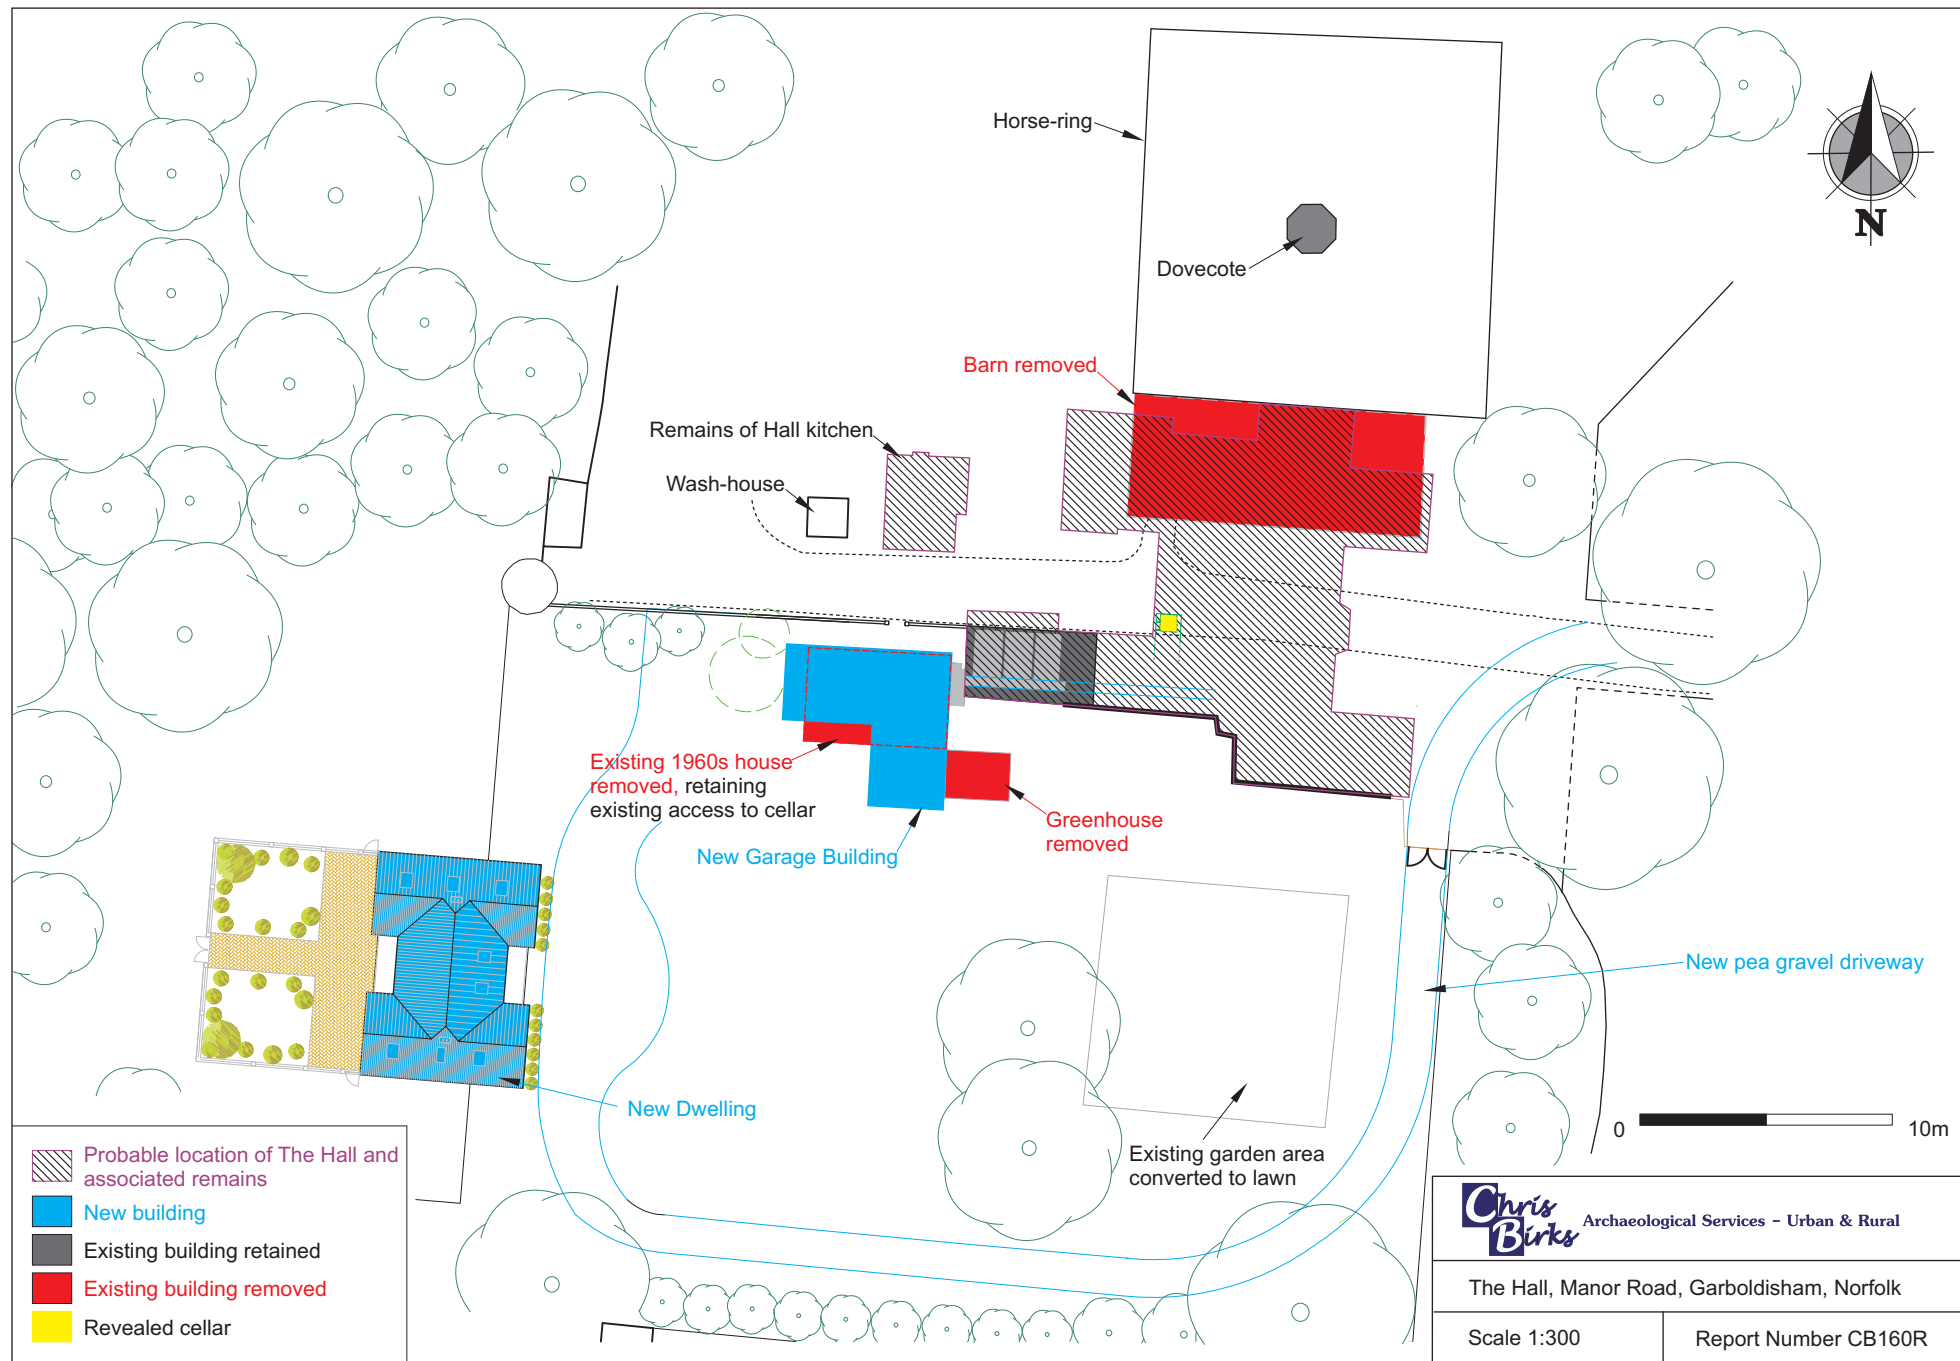 Horse-ring
N
Dovecote
Barn removed
Remains of Hall kitchen
Wash-house
Existing 1960s house
removed, retaining
existing access to cellar
Greenhouse
removed
New Garage Building
New pea gravel driveway
New Dwelling
Existing garden area
converted to lawn
0
10m
Probable location of The Hall and
associated remains
New building
Existing building retained
Existing building removed
Revealed cellar
Chris
Birks
Archaeological Services - Urban & Rural
The Hall, Manor Road, Garboldisham, Norfolk
Scale 1:300
Report Number CB160R